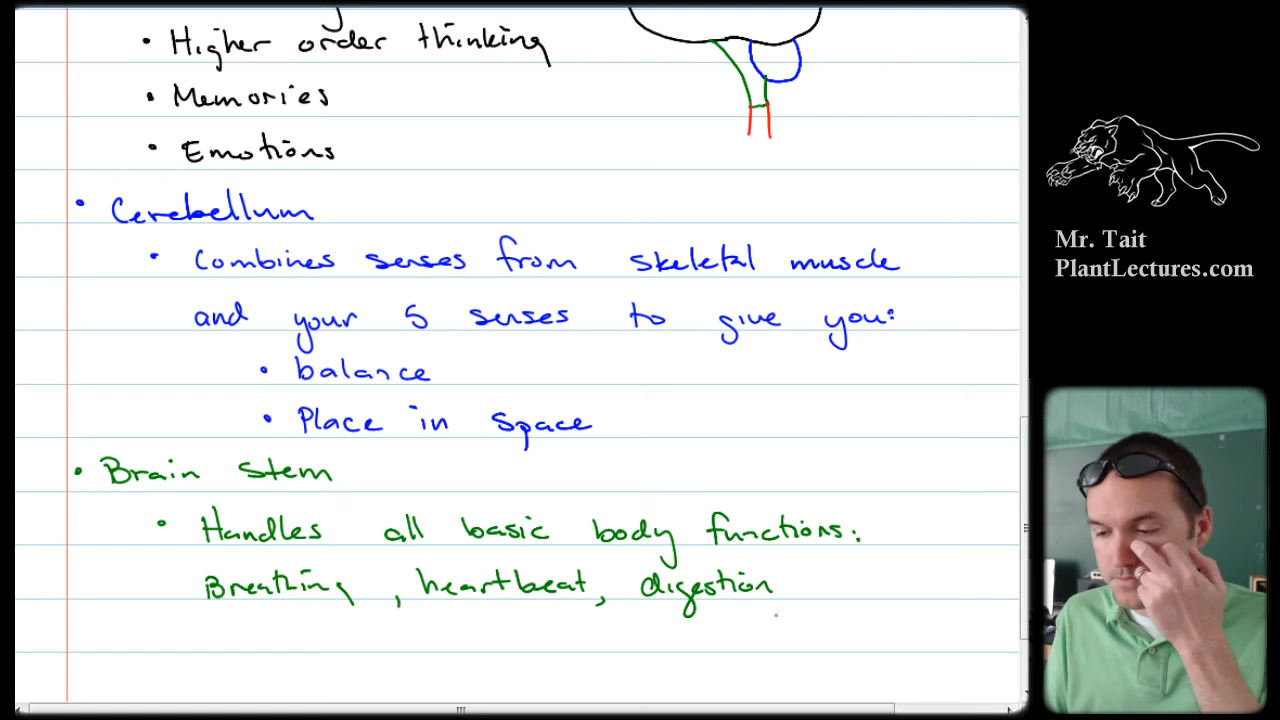 • Higher order thinking
• Memories
• Emotions
• Cerebellum
• Combines senses from skeletal muscle
and your 5 senses to give you:
• balance
• Place in space
• Brain stem
• Handles all basic body functions:
Breathing , heartbeat, digestion
Mr. Tait
PlantLectures.com